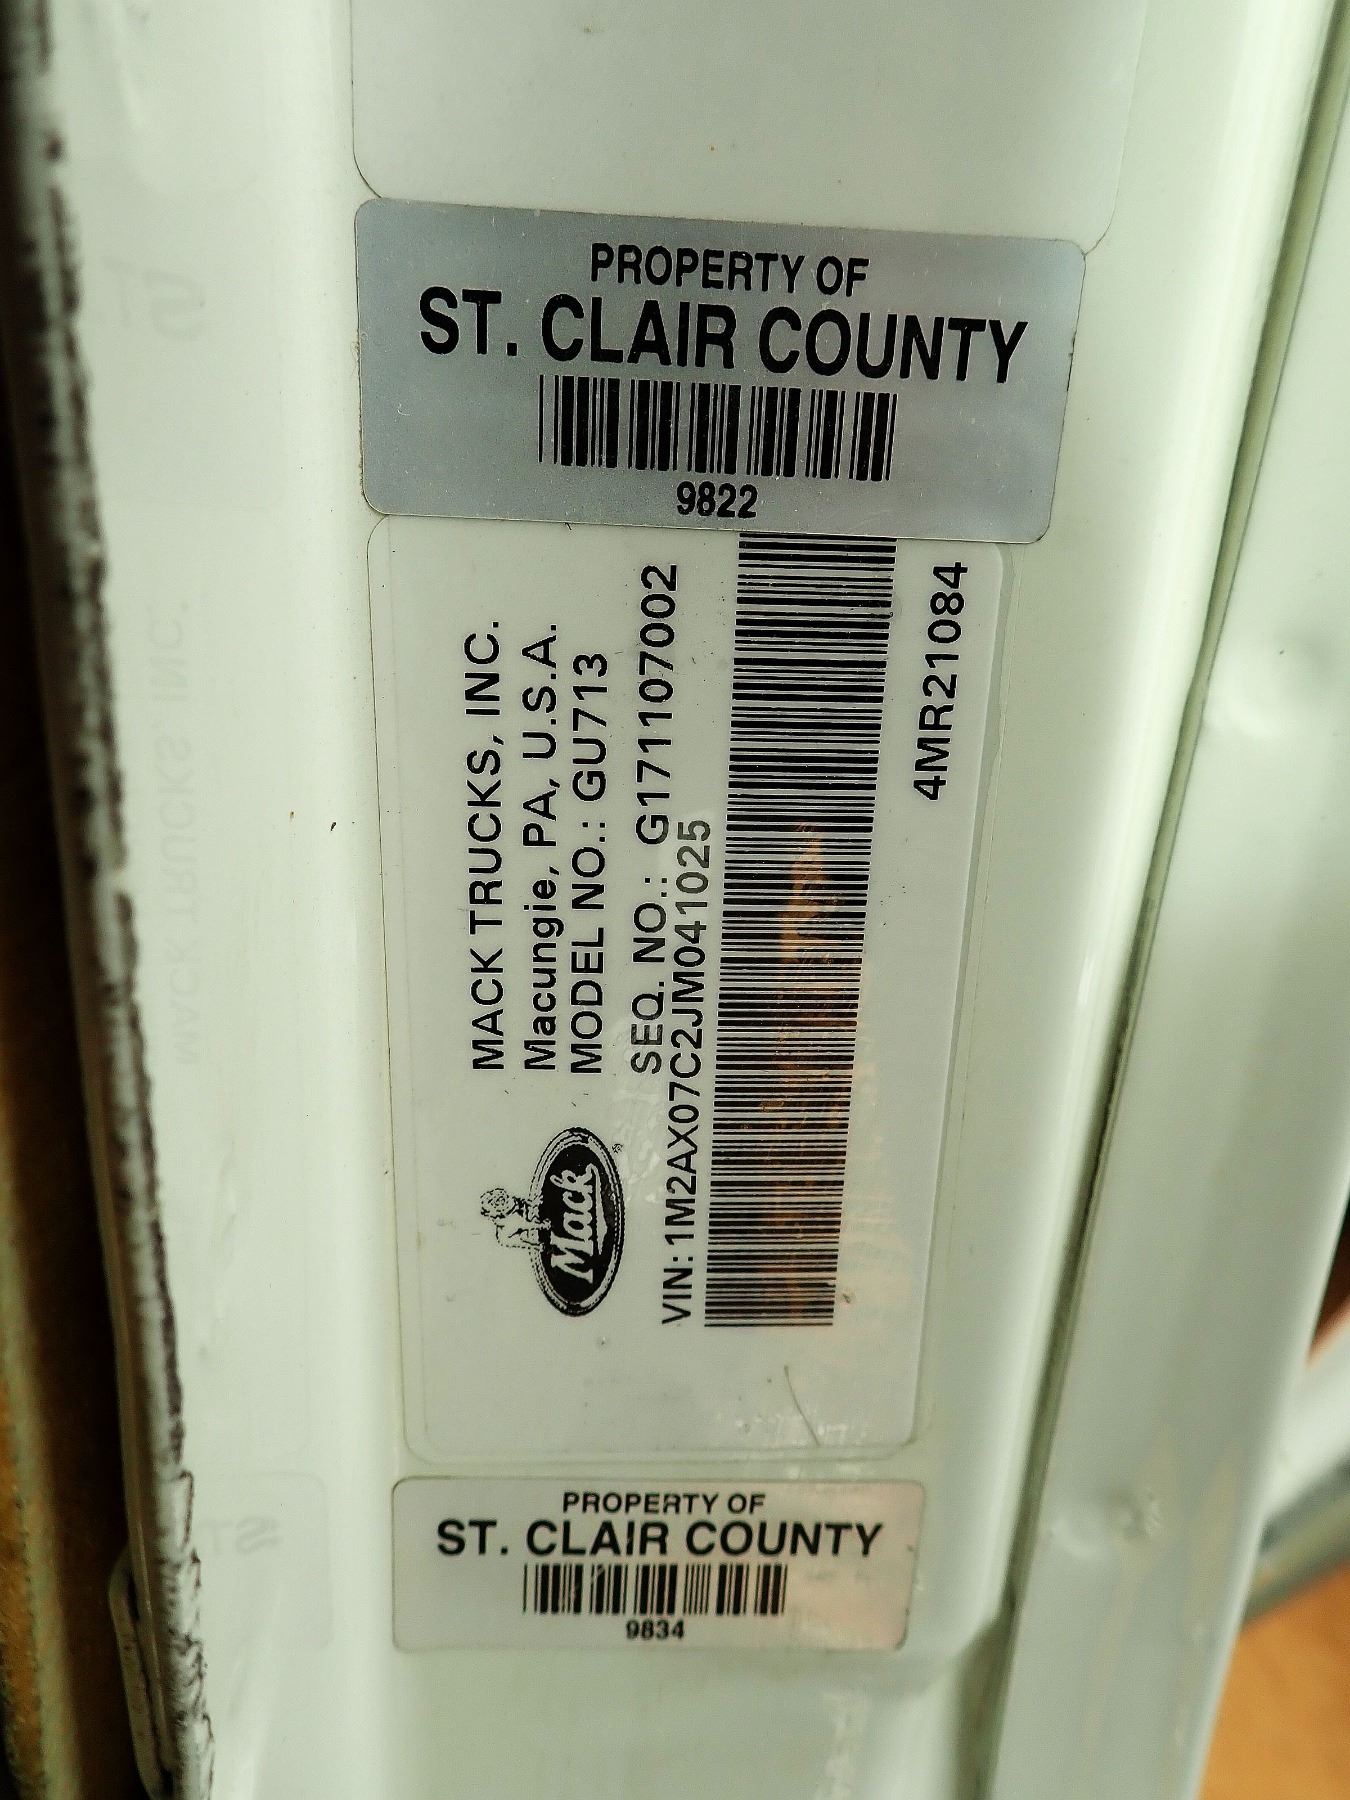 PROPERTY OF
ST. CLAIR COUNTY
9822
MACK TRUCKS, INC.
Macungie, PA, U.S.A.
MODEL NO.: GU713
SEQ. NO.: G171107002
VIN: 1M2AX07C2JM041025
4MR21084
Mack
®
PROPERTY OF
ST. CLAIR COUNTY
9834